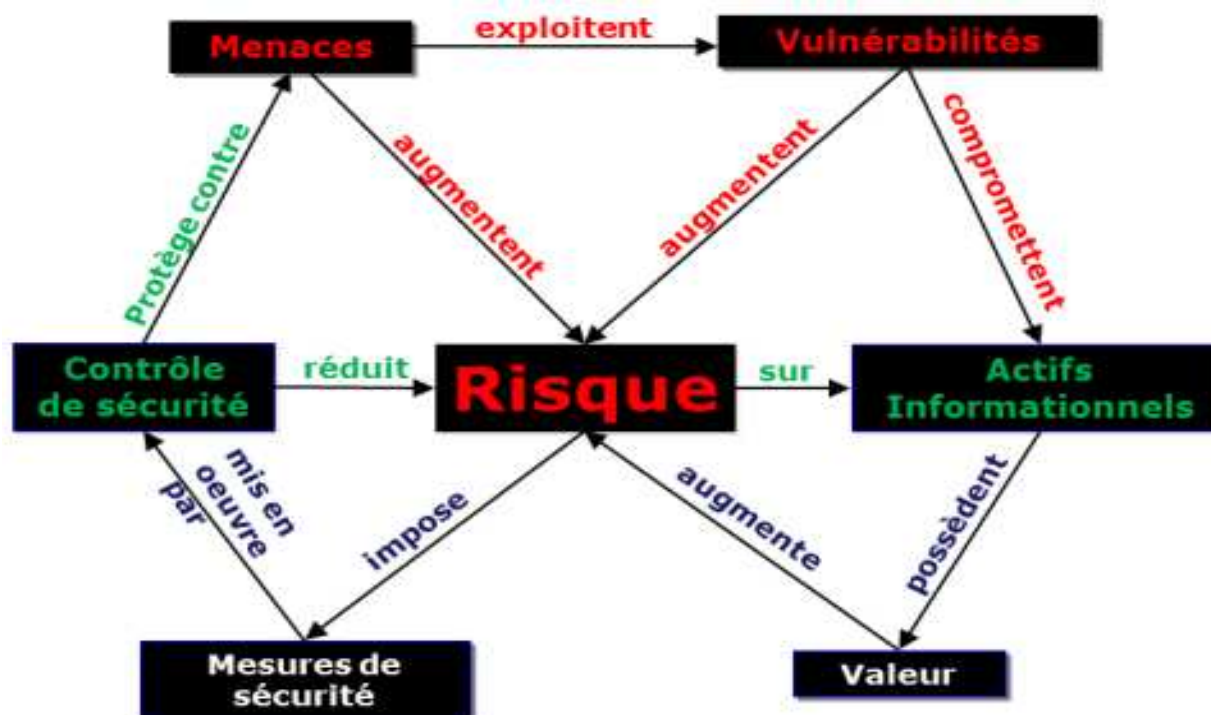 Menaces
exploitent
Vulnérabilités
Protège contre
augmentent
augmentent
compromettent
Contrôle
de sécurité
réduit
Risque
sur
Actifs
Informationnels
mis en
oeuvre
par
impose
augmente
possèdent
Mesures de
sécurité
Valeur